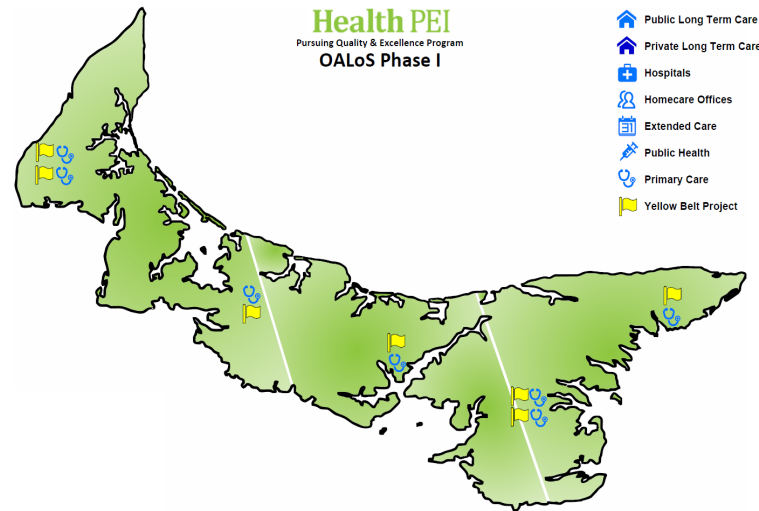 Health PEI
Pursuing Quality & Excellence Program
OALoS Phase I
Public Long Term Care
Private Long Term Care
Hospitals
Homecare Offices
31
Extended Care
Public Health
Primary Care
Yellow Belt Project